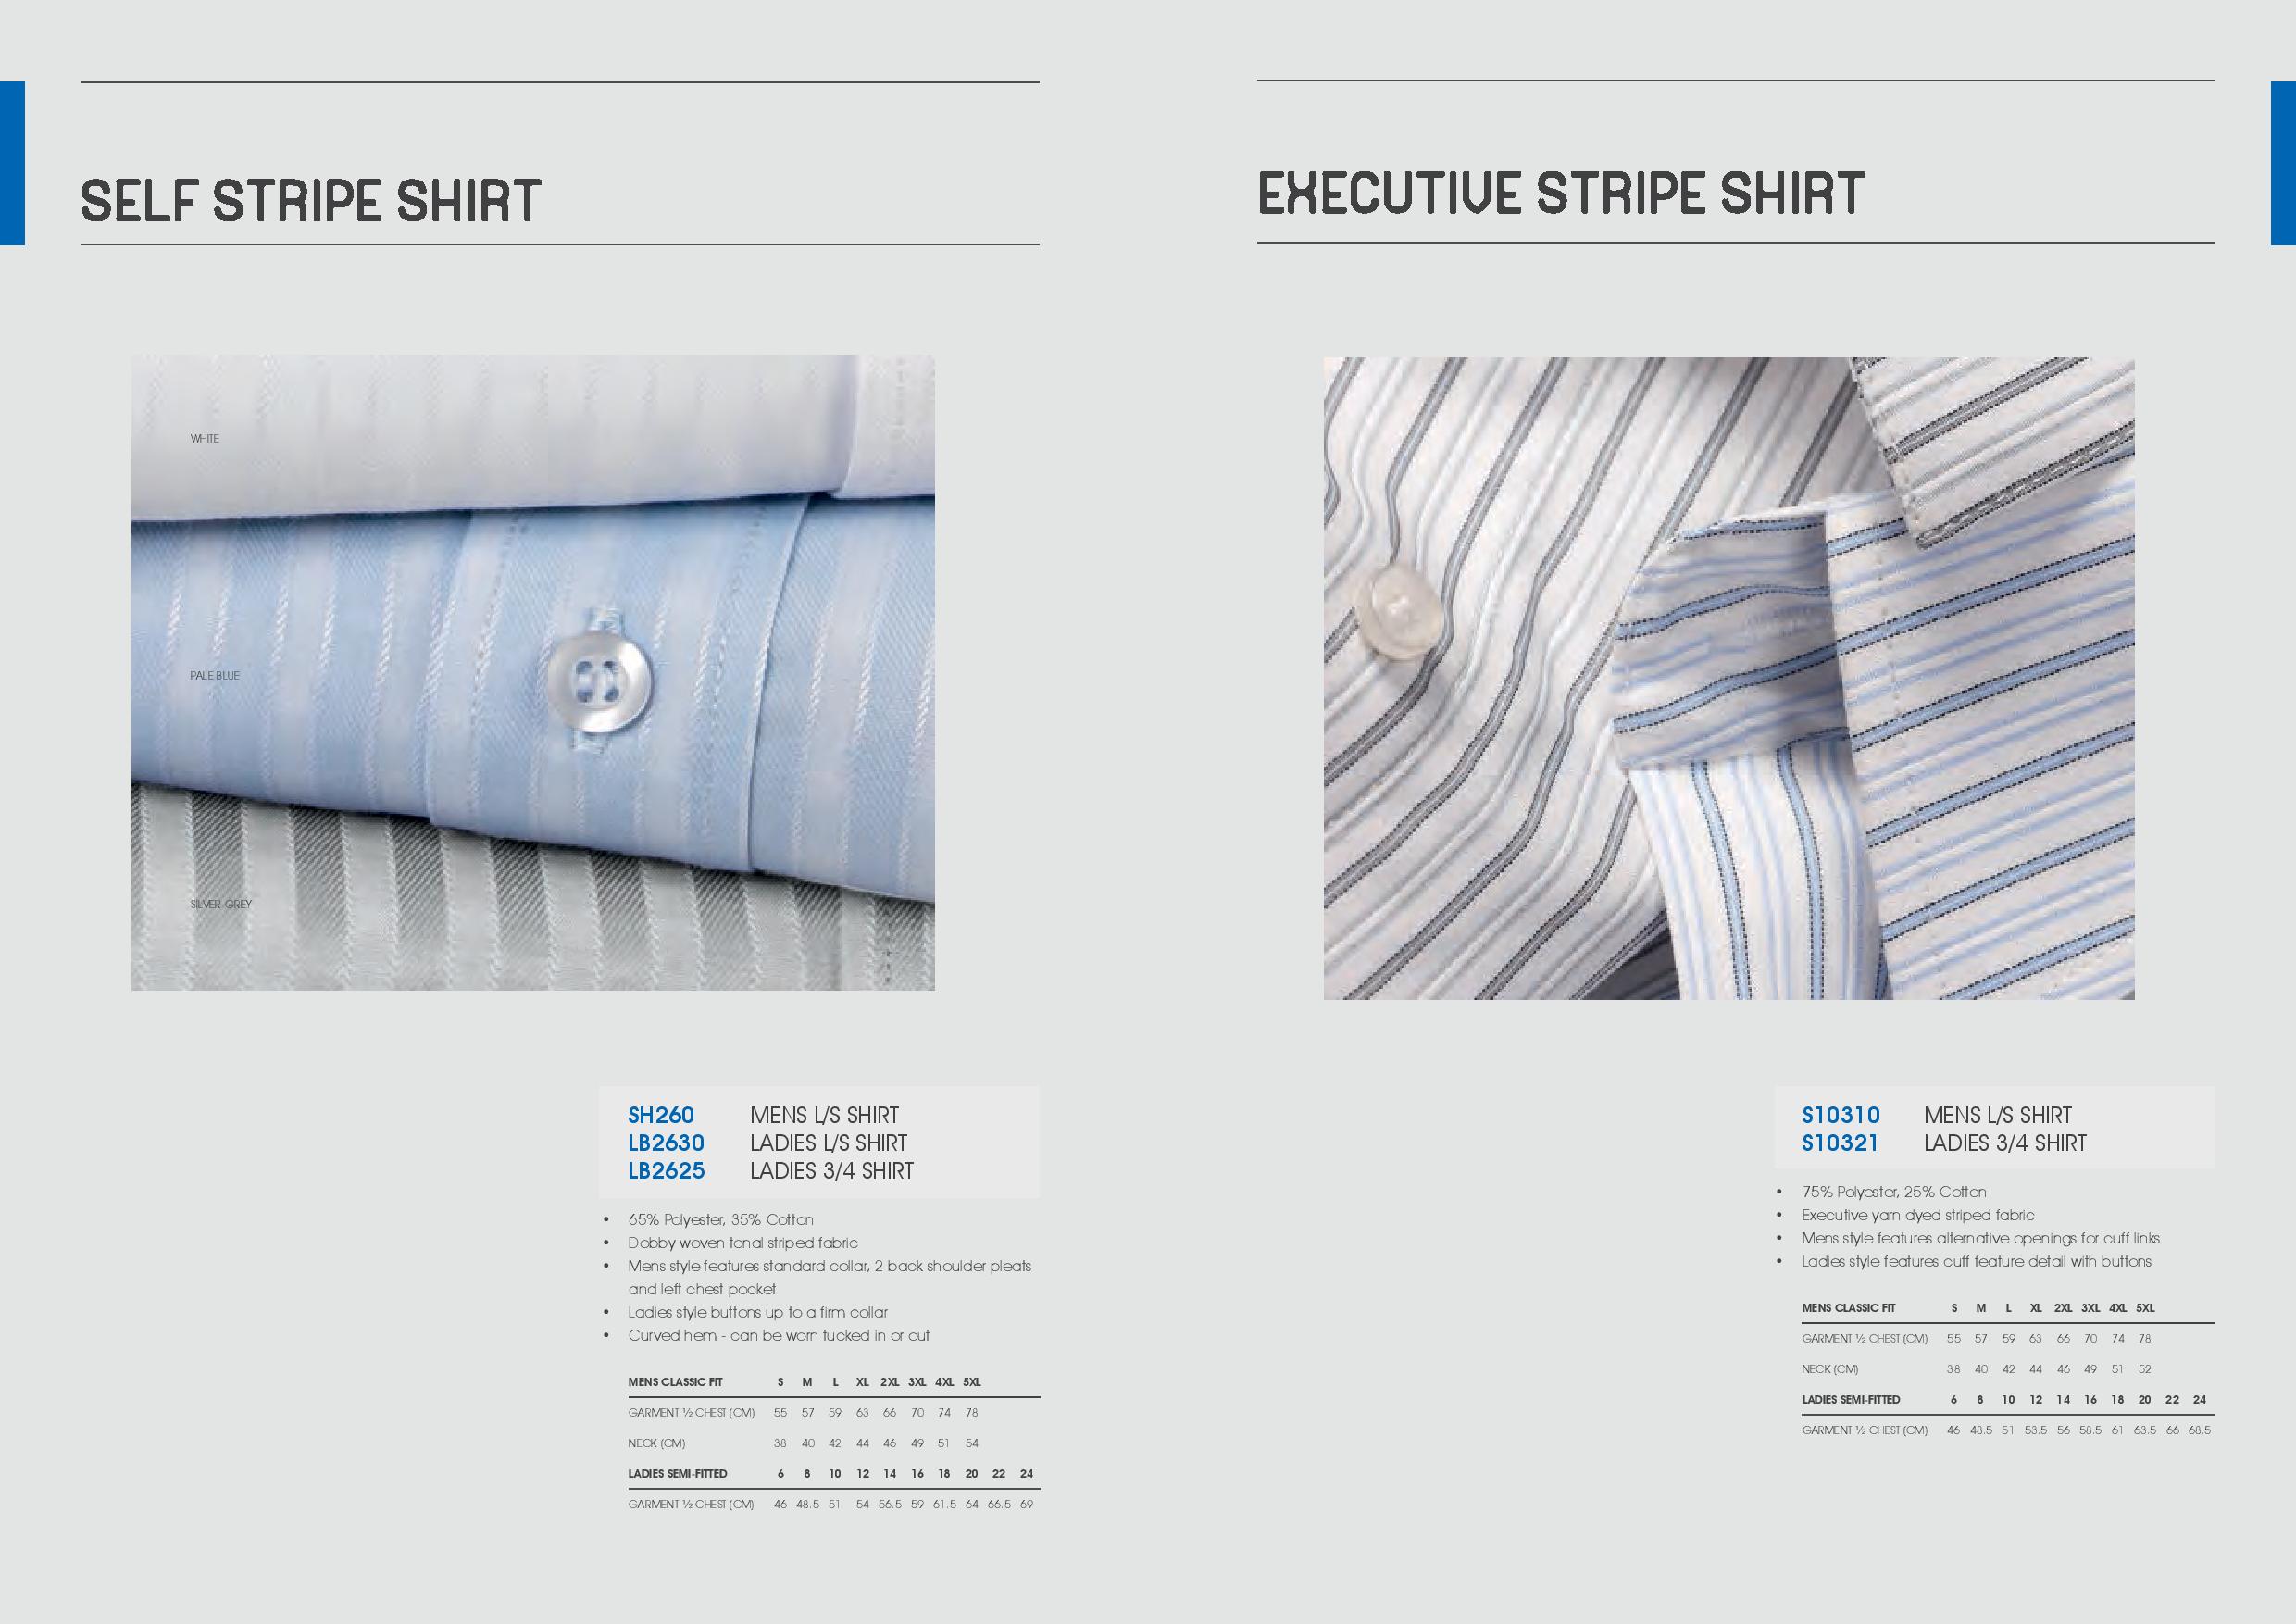 SELF STRIPE SHIRT
WHITE
PALE BLUE
SILVER GREY
SH260 MENS L/S SHIRT
LB2630 LADIES L/S SHIRT
LB2625 LADIES 3/4 SHIRT
• 65% Polyester, 35% Cotton
• Dobby woven tonal striped fabric
• Mens style features standard collar, 2 back shoulder pleats
and left chest pocket
• Ladies style buttons up to a firm collar
• Curved hem - can be worn tucked in or out
MENS CLASSIC FIT S M L XL 2XL 3XL 4XL 5XL
GARMENT ½ CHEST (CM) 55 57 59 63 66 70 74 78
NECK (CM) 38 40 42 44 46 49 51 54
LADIES SEMI-FITTED 6 8 10 12 14 16 18 20 22 24
GARMENT ½ CHEST (CM) 46 48.5 51 54 56.5 59 61.5 64 66.5 69
EXECUTIVE STRIPE SHIRT
S10310 MENS L/S SHIRT
S10321 LADIES 3/4 SHIRT
• 75% Polyester, 25% Cotton
• Executive yarn dyed striped fabric
• Mens style features alternative openings for cuff links
• Ladies style features cuff feature detail with buttons
MENS CLASSIC FIT S M L XL 2XL 3XL 4XL 5XL
GARMENT ½ CHEST (CM) 55 57 59 63 66 70 74 78
NECK (CM) 38 40 42 44 46 49 51 52
LADIES SEMI-FITTED 6 8 10 12 14 16 18 20 22 24
GARMENT ½ CHEST (CM) 46 48.5 51 53.5 56 58.5 61 63.5 66 68.5